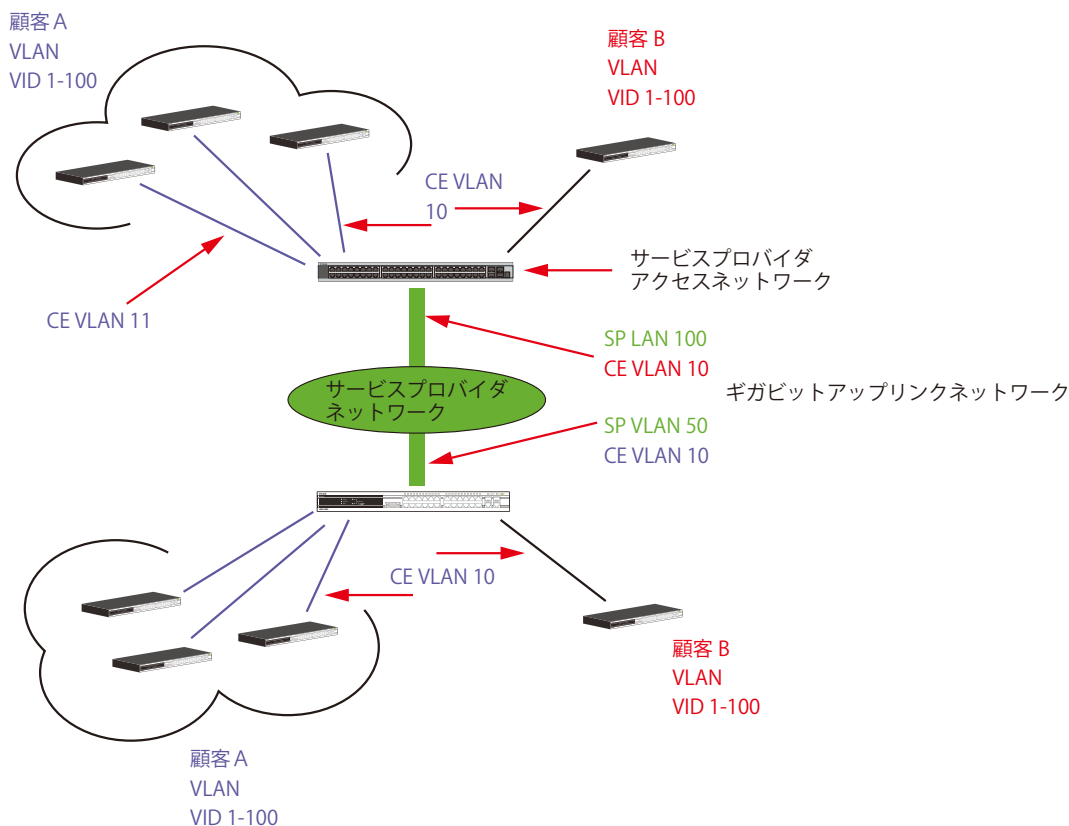 顧客 A
VLAN
VID 1-100
顧客 B
VLAN
VID 1-100
CE VLAN
10
サービスプロバイダ
アクセスネットワーク
CE VLAN 11
SP LAN 100
CE VLAN 10
サービスプロバイダ
ネットワーク
ギガビットアップリンクネットワーク
SP VLAN 50
CE VLAN 10
CE VLAN 10
顧客 B
VLAN
VID 1-100
顧客 A
VLAN
VID 1-100